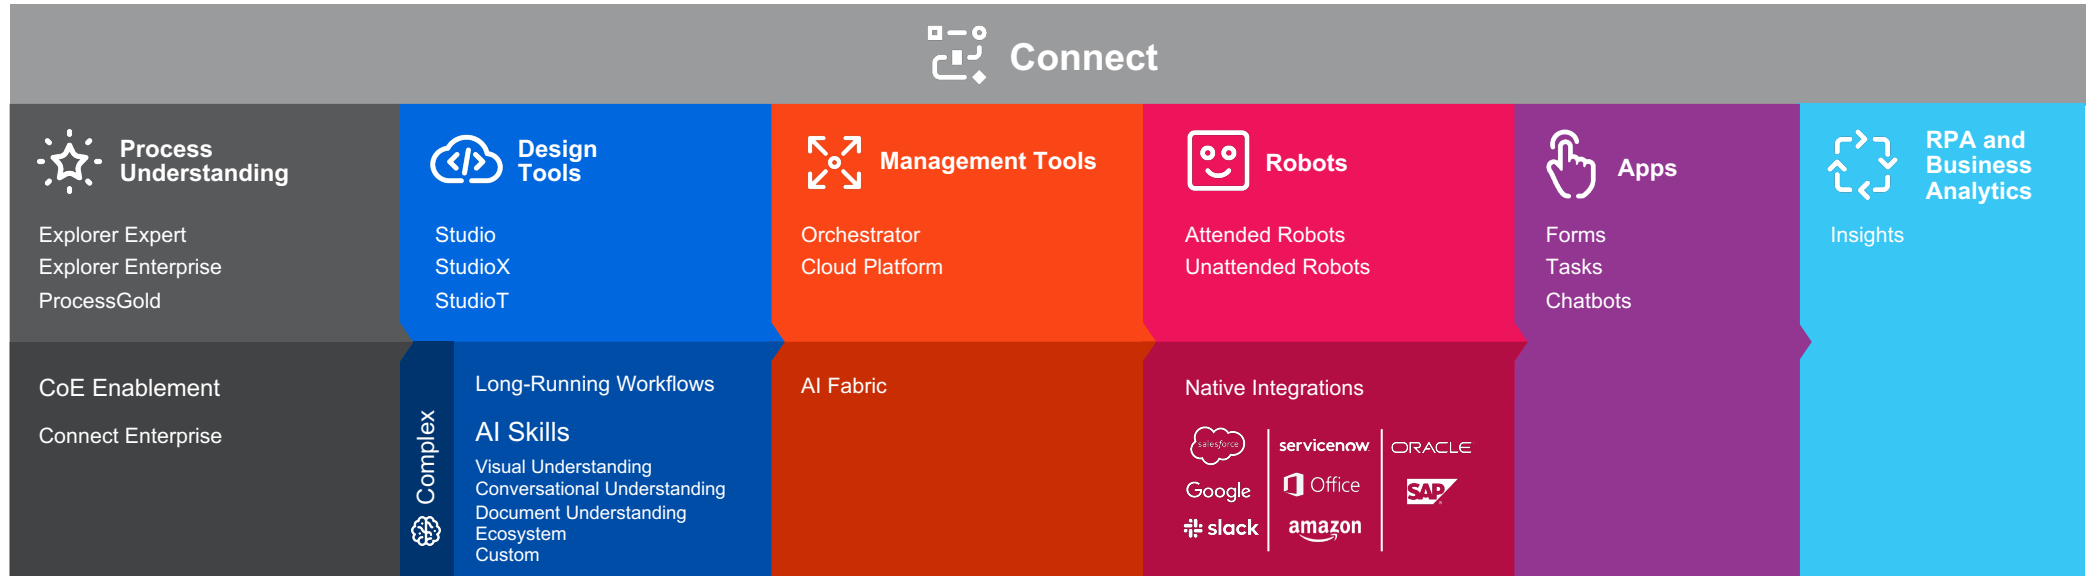 Connect
Process
Understanding
Explorer Expert
Explorer Enterprise
ProcessGold
CoE Enablement
Connect Enterprise
Design
Tools
Studio
StudioX
StudioT
Complex
Long-Running Workflows
AI Skills
Visual Understanding
Conversational Understanding
Document Understanding
Ecosystem
Custom
Management Tools
Orchestrator
Cloud Platform
AI Fabric
Robots
Attended Robots
Unattended Robots
Native Integrations
salesforce
Google
slack
servicenow
Office
amazon
ORACLE
SAP
Apps
Forms
Tasks
Chatbots
RPA and
Business
Analytics
Insights